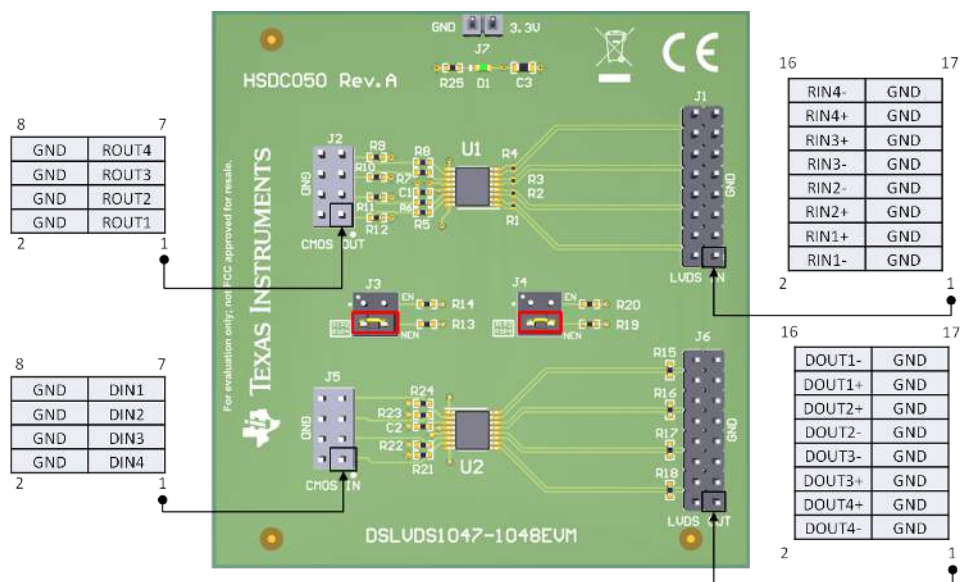 GND 3.3V
J7
R25 D1 C3
HSDC050 Rev.A
16 17
RIN4- GND
RIN4+ GND
RIN3+ GND
RIN3- GND
RIN2- GND
RIN2+ GND
RIN1+ GND
RIN1- GND
2 1
8 7
GND ROUT4
GND ROUT3
GND ROUT2
GND ROUT1
2 1
J2
GND
CMOS OUT
R9
R10
R11
R12
R8
R7
C1
R6
R5
U1
R4
R3
R2
R1
J1
GND
LVDS IN
For evaluation only; not FCC approved for resale.
TEXAS INSTRUMENTS
J3
EN R14
R13
NEN
J4
EN R20
R19
NEN
8 7
GND DIN1
GND DIN2
GND DIN3
GND DIN4
2 1
J5
GND
CMOS IN
R24
R23
C2
R22
R21
U2
R15
R16
R17
R18
J6
GND
LVDS OUT
16 17
DOUT1- GND
DOUT1+ GND
DOUT2+ GND
DOUT2- GND
DOUT3- GND
DOUT3+ GND
DOUT4+ GND
DOUT4- GND
2 1
DSLVDS1047-1048EVM